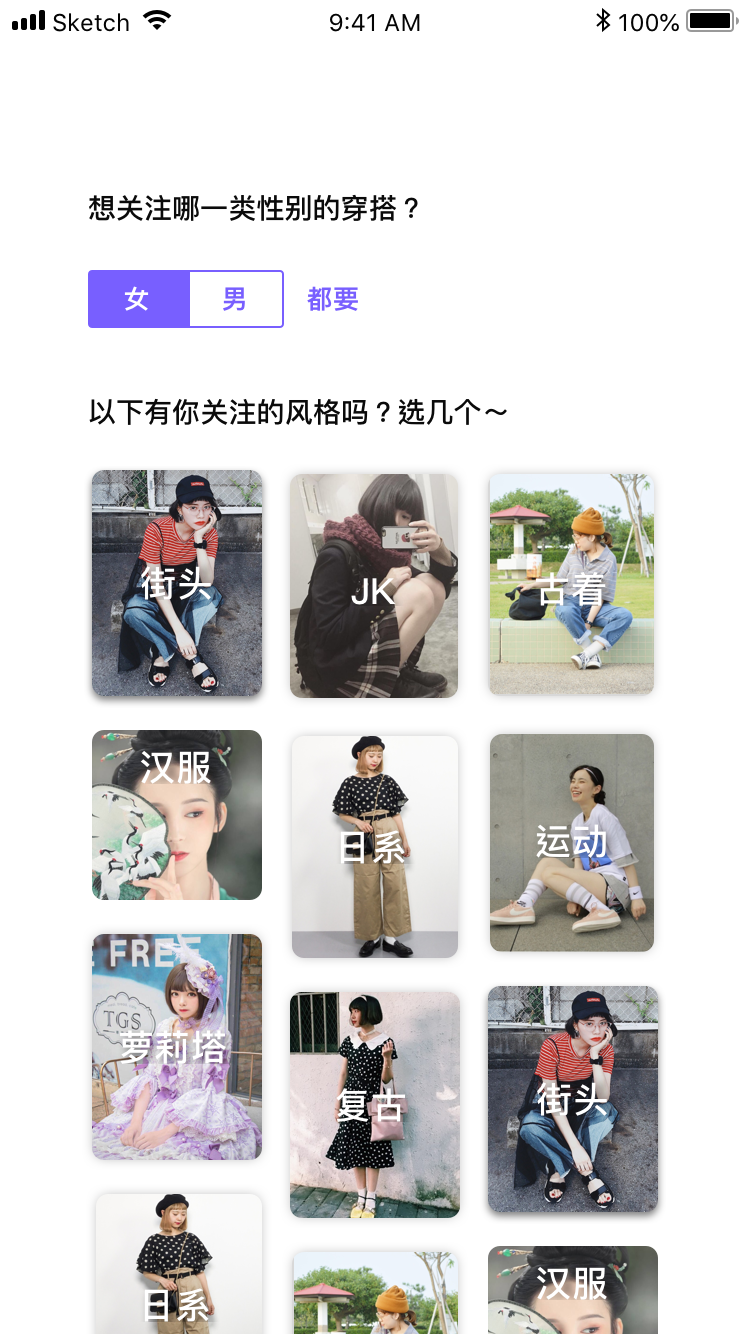 Sketch 9:41 AM 100%
想关注哪一类性别的穿搭？
女 男 都要
以下有你关注的风格吗？选几个～
街头 JK 古着
汉服 日系 运动
E FREE
TGS
萝莉塔 复古 街头
日系 汉服